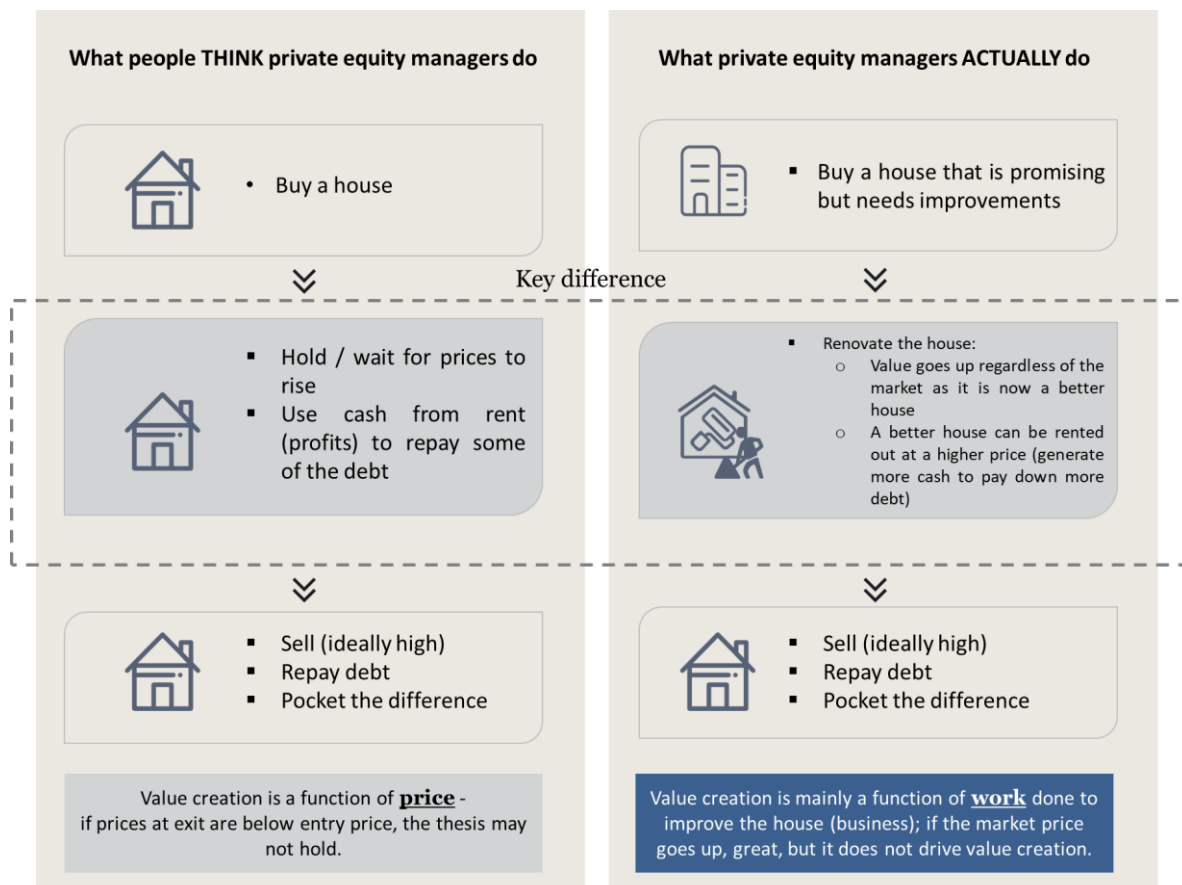 What people THINK private equity managers do
• Buy a house
Key difference
▪ Hold / wait for prices to
rise
▪ Use cash from rent
(profits) to repay some
of the debt
▪ Sell (ideally high)
▪ Repay debt
▪ Pocket the difference
Value creation is a function of price -
if prices at exit are below entry price, the thesis may
not hold.
What private equity managers ACTUALLY do
▪ Buy a house that is promising
but needs improvements
▪ Renovate the house:
o Value goes up regardless of the
market as it is now a better
house
o A better house can be rented
out at a higher price (generate
more cash to pay down more
debt)
▪ Sell (ideally high)
▪ Repay debt
▪ Pocket the difference
Value creation is mainly a function of work done to
improve the house (business); if the market price
goes up, great, but it does not drive value creation.